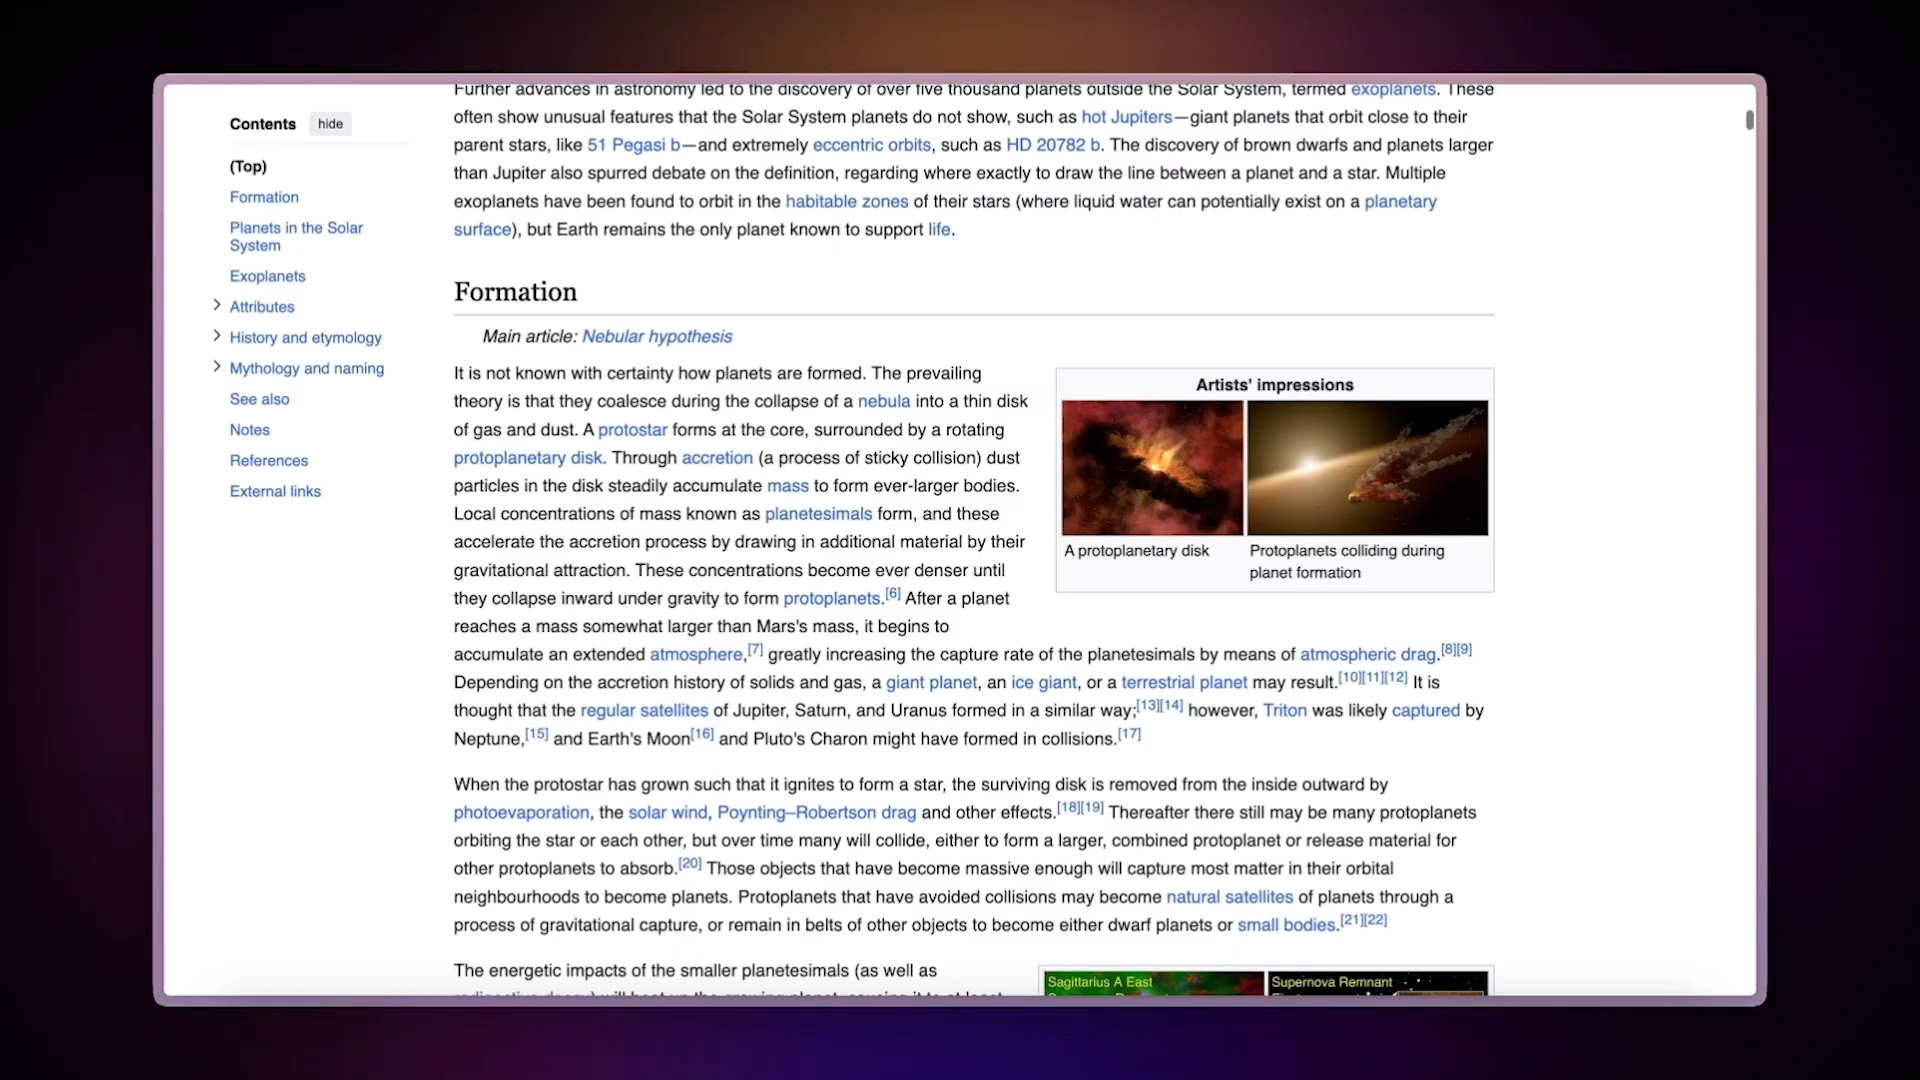 Contents hide
(Top)
Formation
Planets in the Solar
System
Exoplanets
Attributes
History and etymology
Mythology and naming
See also
Notes
References
External links
Further advances in astronomy led to the discovery of over five thousand planets outside the Solar System, termed exoplanets. These
often show unusual features that the Solar System planets do not show, such as hot Jupiters—giant planets that orbit close to their
parent stars, like 51 Pegasi b—and extremely eccentric orbits, such as HD 20782 b. The discovery of brown dwarfs and planets larger
than Jupiter also spurred debate on the definition, regarding where exactly to draw the line between a planet and a star. Multiple
exoplanets have been found to orbit in the habitable zones of their stars (where liquid water can potentially exist on a planetary
surface), but Earth remains the only planet known to support life.
Formation
Main article: Nebular hypothesis
It is not known with certainty how planets are formed. The prevailing
theory is that they coalesce during the collapse of a nebula into a thin disk
of gas and dust. A protostar forms at the core, surrounded by a rotating
protoplanetary disk. Through accretion (a process of sticky collision) dust
particles in the disk steadily accumulate mass to form ever-larger bodies.
Local concentrations of mass known as planetesimals form, and these
accelerate the accretion process by drawing in additional material by their
gravitational attraction. These concentrations become ever denser until
they collapse inward under gravity to form protoplanets.[6] After a planet
reaches a mass somewhat larger than Mars's mass, it begins to
accumulate an extended atmosphere,[7] greatly increasing the capture rate of the planetesimals by means of atmospheric drag.[8][9]
Depending on the accretion history of solids and gas, a giant planet, an ice giant, or a terrestrial planet may result.[10][11][12] It is
thought that the regular satellites of Jupiter, Saturn, and Uranus formed in a similar way;[13][14] however, Triton was likely captured by
Neptune,[15] and Earth's Moon[16] and Pluto's Charon might have formed in collisions.[17]
Artists' impressions
A protoplanetary disk
Protoplanets colliding during
planet formation
When the protostar has grown such that it ignites to form a star, the surviving disk is removed from the inside outward by
photoevaporation, the solar wind, Poynting–Robertson drag and other effects.[18][19] Thereafter there still may be many protoplanets
orbiting the star or each other, but over time many will collide, either to form a larger, combined protoplanet or release material for
other protoplanets to absorb.[20] Those objects that have become massive enough will capture most matter in their orbital
neighbourhoods to become planets. Protoplanets that have avoided collisions may become natural satellites of planets through a
process of gravitational capture, or remain in belts of other objects to become either dwarf planets or small bodies.[21][22]
The energetic impacts of the smaller planetesimals (as well as
radioactive decay) will heat up the growing planet, causing it to at least
Sagittarius A East
Supernova Remnant